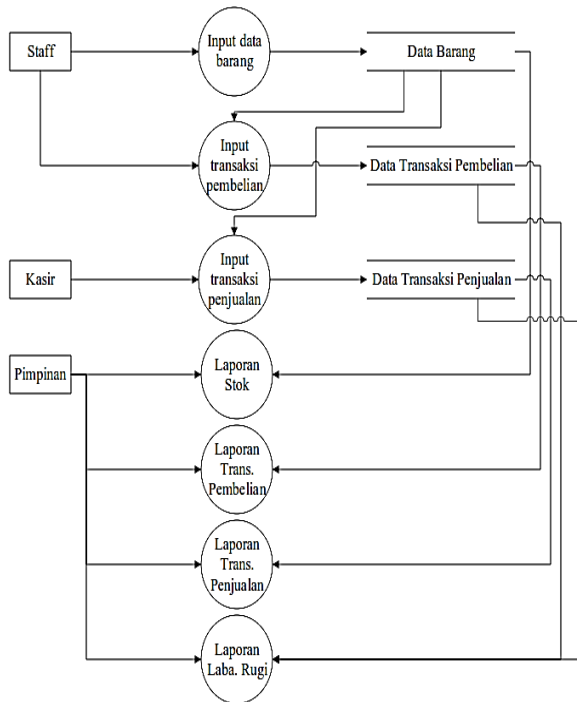 Staff
Input data
barang
Data Barang
Input
transaksi
pembelian
Data Transaksi Pembelian
Kasir
Input
transaksi
penjualan
Data Transaksi Penjualan
Pimpinan
Laporan
Stok
Laporan
Trans.
Pembelian
Laporan
Trans.
Penjualan
Laporan
Laba. Rugi